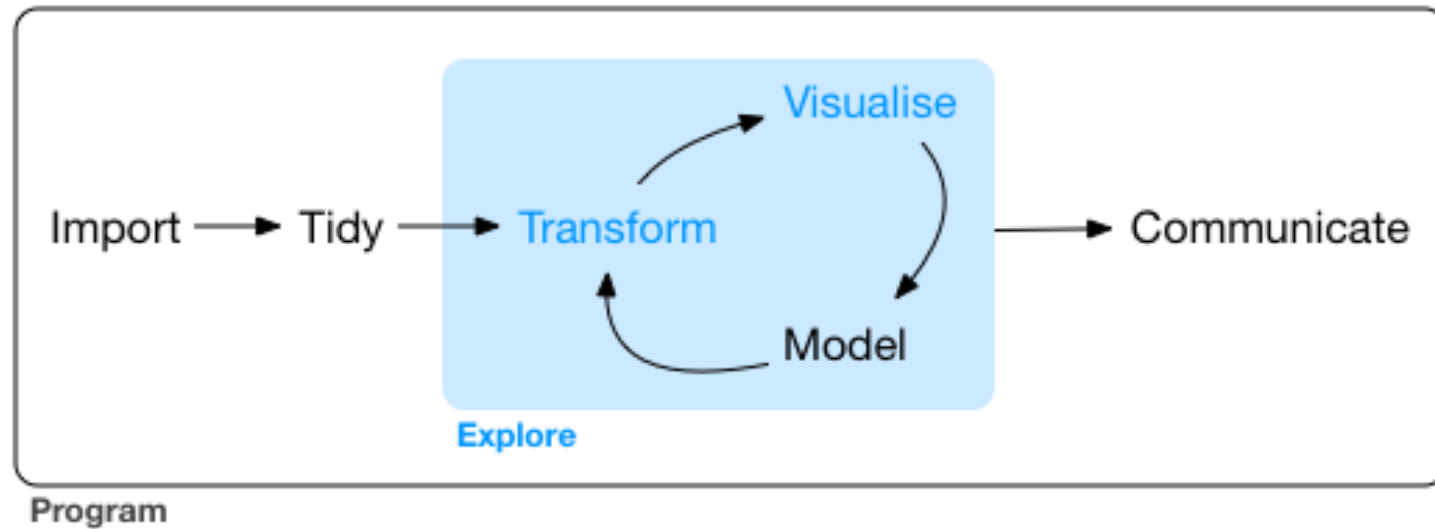 Visualise
Import Tidy Transform Communicate
Model
Explore
Program